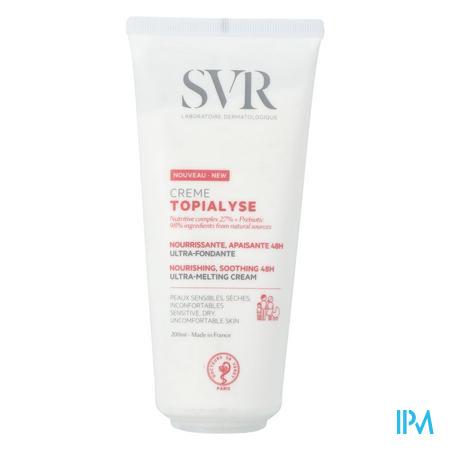 SVR
LABORATOIRE DERMATOLOGIQUE
NOUVEAU - NEW
CREME
TOPIALYSE
Nutritive complex 27% + Prebiotic
98% ingredients from natural sources
NOURRISSANTE, APAISANTE 48H
ULTRA-FONDANTE
NOURISHING, SOOTHING 48H
ULTRA-MELTING CREAM
PEAUX SENSIBLES, SÈCHES,
INCONFORTABLES
SENSITIVE, DRY,
UNCOMFORTABLE SKIN
200ml - Made in France
PARIS
IPM